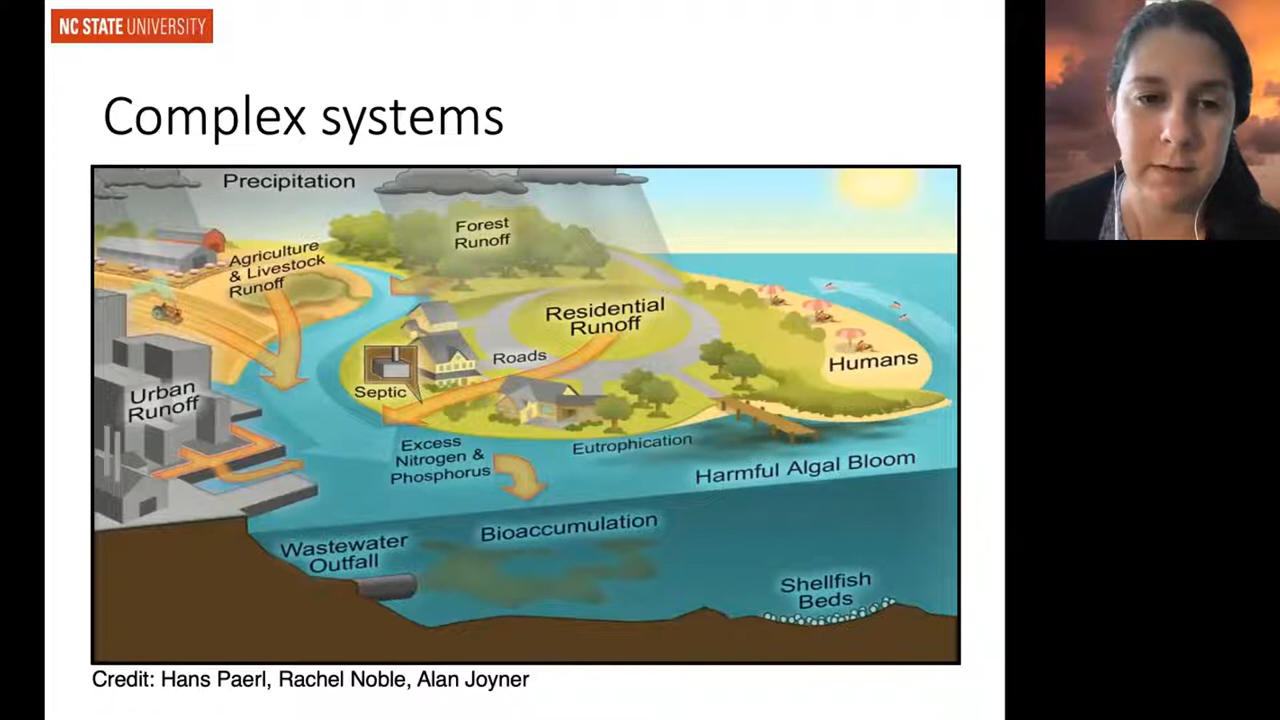 NC STATE UNIVERSITY
Complex systems
Precipitation
Forest
Runoff
Agriculture
& Livestock
Runoff
Residential
Runoff
Roads
Humans
Septic
Urban
Runoff
Excess
Nitrogen &
Phosphorus
Eutrophication
Harmful Algal Bloom
Bioaccumulation
Wastewater
Outfall
Shellfish
Beds
Credit: Hans Paerl, Rachel Noble, Alan Joyner